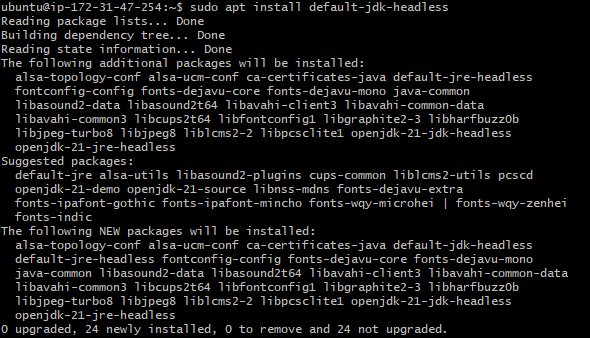 ubuntu@ip-172-31-47-254:~$ sudo apt install default-jdk-headless
Reading package lists... Done
Building dependency tree... Done
Reading state information... Done
The following additional packages will be installed:
  alsa-topology-conf alsa-ucm-conf ca-certificates-java default-jre-headless
  fontconfig-config fonts-dejavu-core fonts-dejavu-mono java-common
  libasound2-data libasound2t64 libavahi-client3 libavahi-common-data
  libavahi-common3 libcups2t64 libfontconfig1 libgraphite2-3 libharfbuzz0b
  libjpeg-turbo8 libjpeg8 liblcms2-2 libpcsclite1 openjdk-21-jdk-headless
  openjdk-21-jre-headless
Suggested packages:
  default-jre alsa-utils libasound2-plugins cups-common liblcms2-utils pcscd
  openjdk-21-demo openjdk-21-source libnss-mdns fonts-dejavu-extra
  fonts-ipafont-gothic fonts-ipafont-mincho fonts-wqy-microhei | fonts-wqy-zenhei
  fonts-indic
The following NEW packages will be installed:
  alsa-topology-conf alsa-ucm-conf ca-certificates-java default-jdk-headless
  default-jre-headless fontconfig-config fonts-dejavu-core fonts-dejavu-mono
  java-common libasound2-data libasound2t64 libavahi-client3 libavahi-common-data
  libavahi-common3 libcups2t64 libfontconfig1 libgraphite2-3 libharfbuzz0b
  libjpeg-turbo8 libjpeg8 liblcms2-2 libpcsclite1 openjdk-21-jdk-headless
  openjdk-21-jre-headless
0 upgraded, 24 newly installed, 0 to remove and 24 not upgraded.